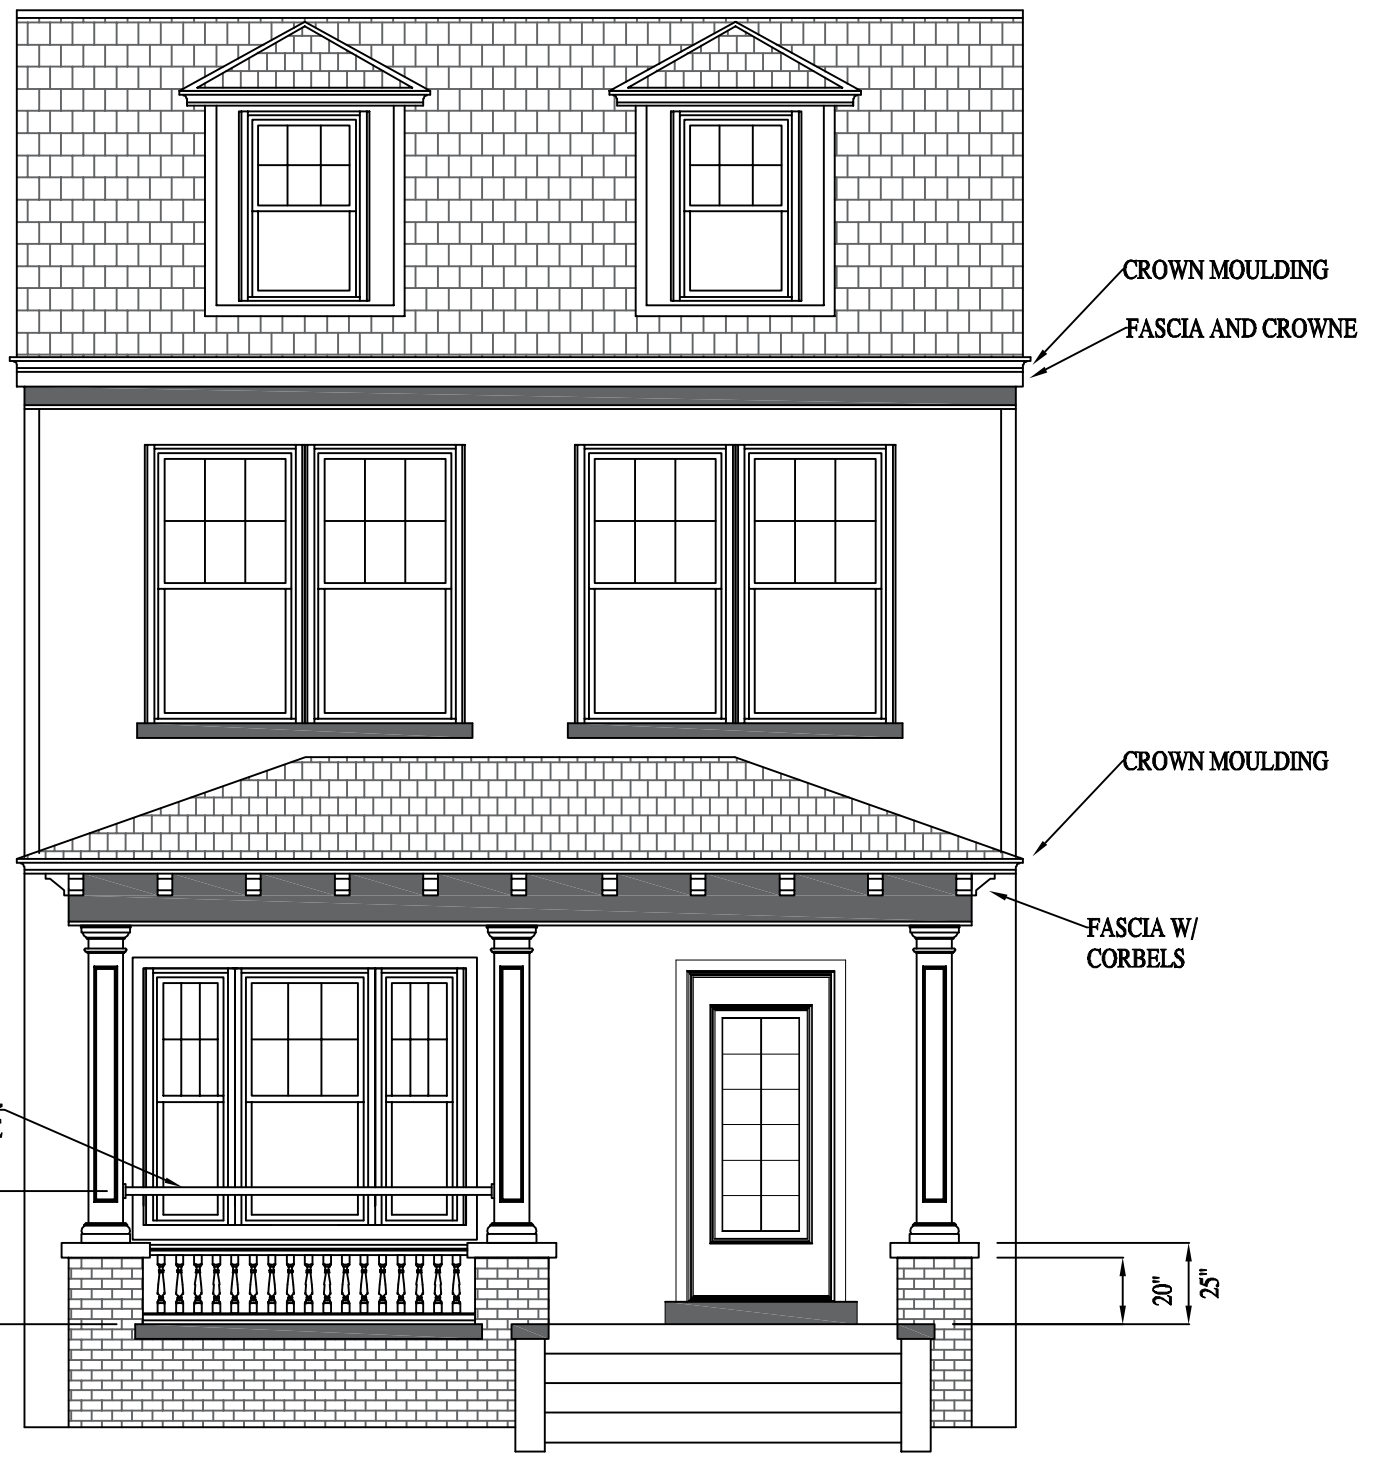 CROWN MOULDING
FASCIA AND CROWNE
CROWN MOULDING
FASCIA W/
CORBELS
20"
25"